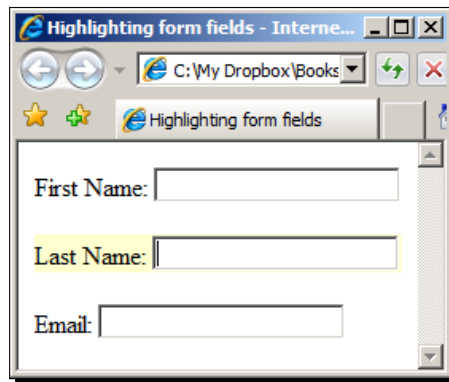 Highlighting form fields - Interne...
C:\My Dropbox\Books
Highlighting form fields
First Name:
Last Name:
Email: